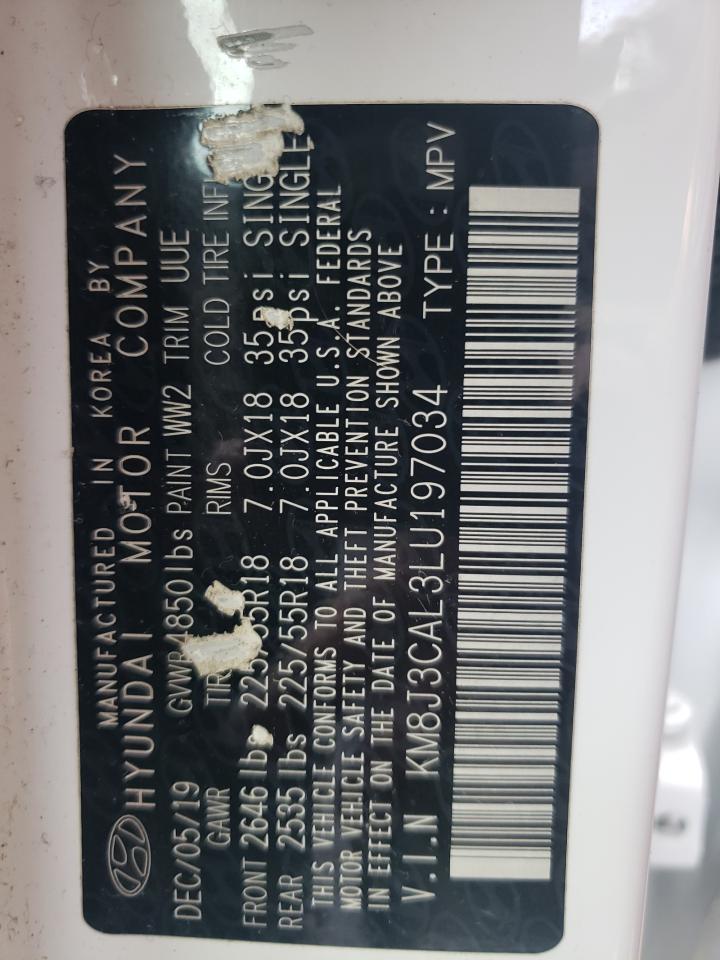 MANUFACTURED IN KOREA BY
HYUNDAI MOTOR COMPANY
DEC/05/19 GVWR 4850lbs PAINT WW2 TRIM UUE
GAWR RIMS COLD TIRE
FRONT 2646 lbs 7.0JX18 35psi
REAR 2535 lbs 225/55R18 7.0JX18 35psi SINGLE
THIS VEHICLE CONFORMS TO ALL APPLICABLE U.S.A. FEDERAL
MOTOR VEHICLE SAFETY AND THEFT PREVENTION STANDARDS
IN EFFECT ON THE DATE OF MANUFACTURE SHOWN ABOVE
V.I.N KM8J3CAL3LU197034 TYPE : MPV